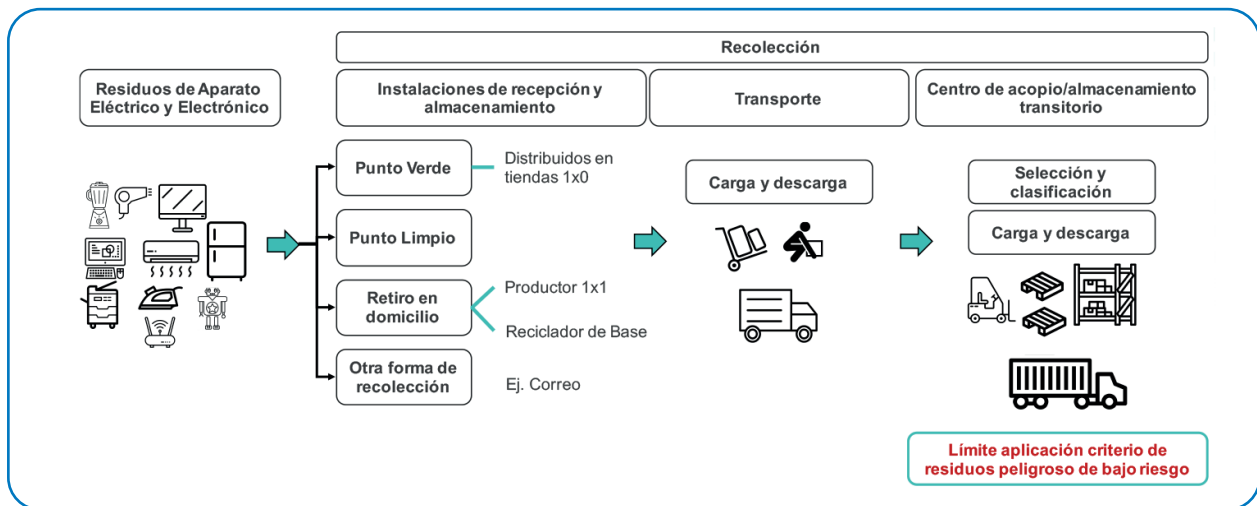 Recolección
Residuos de Aparato
Eléctrico y Electrónico
Instalaciones de recepción y
almacenamiento
Transporte
Centro de acopio/almacenamiento
transitorio
Punto Verde
Distribuidos en
tiendas 1x0
Punto Limpio
Retiro en
domicilio
Productor 1x1
Reciclador de Base
Otra forma de
recolección
Ej. Correo
Carga y descarga
Selección y
clasificación
Carga y descarga
Límite aplicación criterio de
residuos peligroso de bajo riesgo